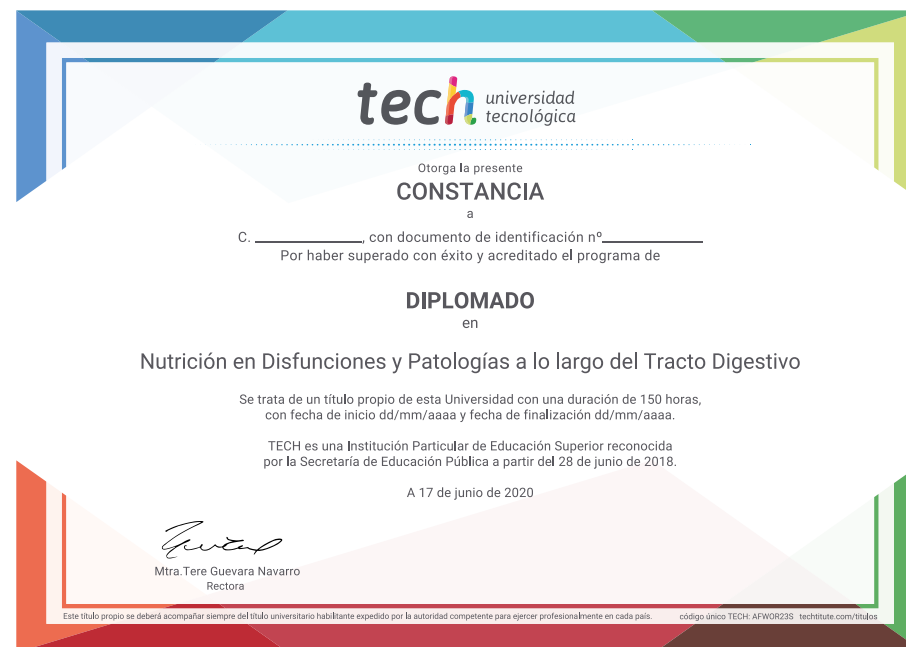 tech universidad
tecnológica
Otorga la presente
CONSTANCIA
a
C. ______________, con documento de identificación nº_____________
Por haber superado con éxito y acreditado el programa de
DIPLOMADO
en
Nutrición en Disfunciones y Patologías a lo largo del Tracto Digestivo
Se trata de un título propio de esta Universidad con una duración de 150 horas,
con fecha de inicio dd/mm/aaaa y fecha de finalización dd/mm/aaaa.
TECH es una Institución Particular de Educación Superior reconocida
por la Secretaría de Educación Pública a partir del 28 de junio de 2018.
A 17 de junio de 2020
Mtra.Tere Guevara Navarro
Rectora
Este título propio se deberá acompañar siempre del título universitario habilitante expedido por la autoridad competente para ejercer profesionalmente en cada país. código único TECH: AFWOR23S techtitute.com/titulos